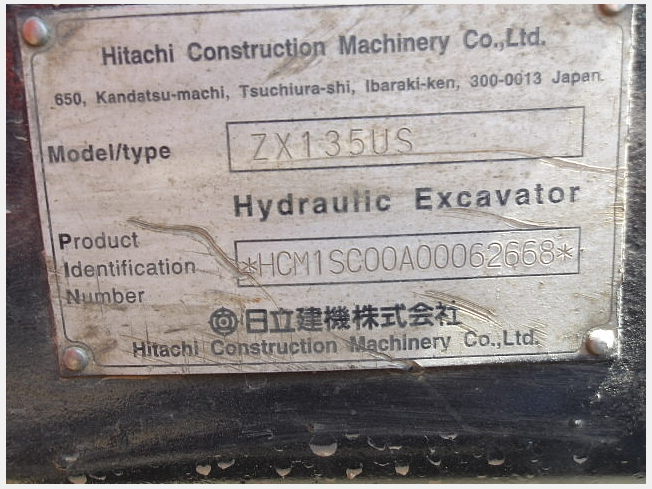 Hitachi Construction Machinery Co.,Ltd.
650, Kandatsu-machi, Tsuchiura-shi, Ibaraki-ken, 300-0013 Japan.
Model/type ZX135US
Hydraulic Excavator
Product
Identification
Number
*HCM1SC00A00062668*
日立建機株式会社
Hitachi Construction Machinery Co.,Ltd.